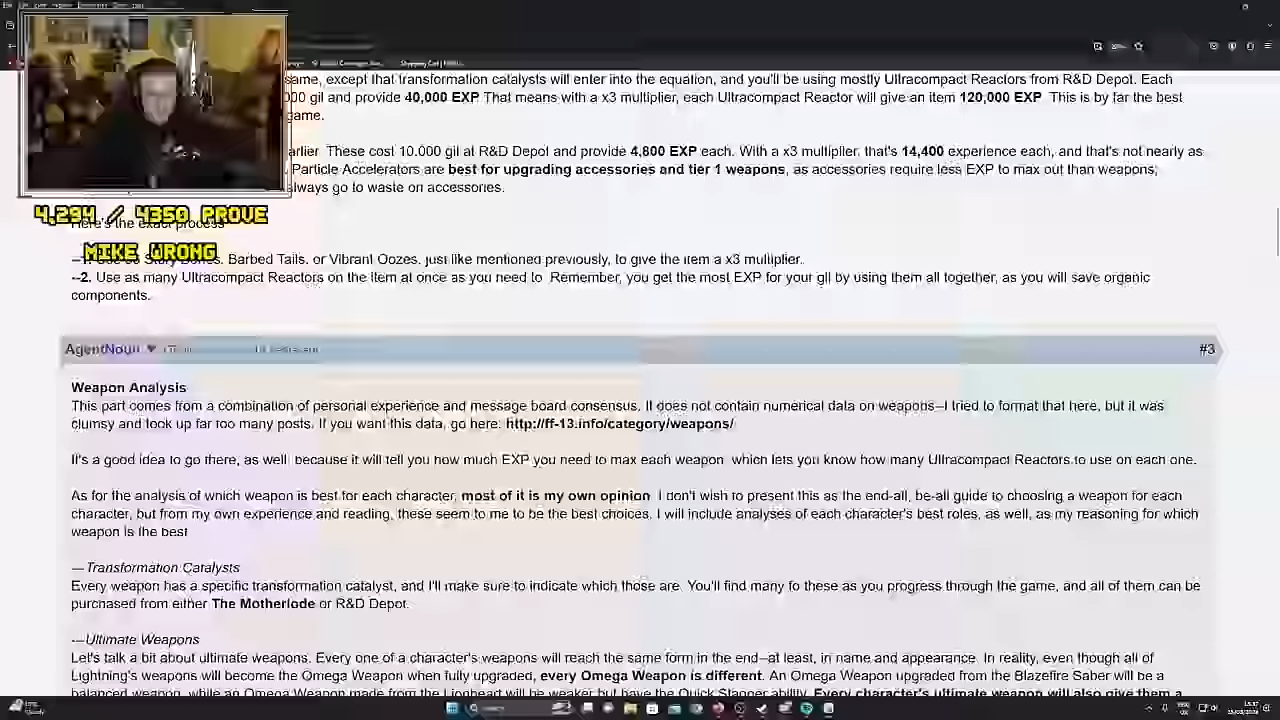 same, except that transformation catalysts will enter into the equation, and you'll be using mostly Ultracompact Reactors from R&D Depot. Each
000 gil and provide 40,000 EXP That means with a x3 multiplier, each Ultracompact Reactor will give an item 120,000 EXP. This is by far the best
game.
earlier These cost 10.000 gil at R&D Depot and provide 4,800 EXP each. With a x3 multiplier, that's 14,400 experience each, and that's not nearly as
Particle Accelerators are best for upgrading accessories and tier 1 weapons, as accessories require less EXP to max out than weapons;
always go to waste on accessories.
4,294 / 4350 PROVE
MIKE WRONG
Here's the exact process
Barbed Tails. or Vibrant Oozes. just like mentioned previously, to give the item a x3 multiplier.
--2. Use as many Ultracompact Reactors on the item at once as you need to Remember, you get the most EXP for your gil by using them all together, as you will save organic
components.
AgentNoun
#3
Weapon Analysis
This part comes from a combination of personal experience and message board consensus. It does not contain numerical data on weapons--I tried to format that here, but it was
clumsy and took up far too many posts. If you want this data, go here: http://ff-13.info/category/weapons/
It's a good idea to go there, as well because it will tell you how much EXP you need to max each weapon which lets you know how many Ultracompact Reactors to use on each one.
As for the analysis of which weapon is best for each character, most of it is my own opinion. I don't wish to present this as the end-all, be-all guide to choosing a weapon for each
character, but from my own experience and reading, these seem to me to be the best choices. I will include analyses of each character's best roles, as well, as my reasoning for which
weapon is the best
---Transformation Catalysts
Every weapon has a specific transformation catalyst, and I'll make sure to indicate which those are. You'll find many fo these as you progress through the game, and all of them can be
purchased from either The Motherlode or R&D Depot.
---Ultimate Weapons
Let's talk a bit about ultimate weapons. Every one of a character's weapons will reach the same form in the end--at least, in name and appearance. In reality, even though all of
Lightning's weapons will become the Omega Weapon when fully upgraded, every Omega Weapon is different. An Omega Weapon upgraded from the Blazefire Saber will be a
balanced weapon, while an Omega Weapon made from the Lionheart will be weaker but have the Quick Stagger ability. Every character's ultimate weapon will also give them a